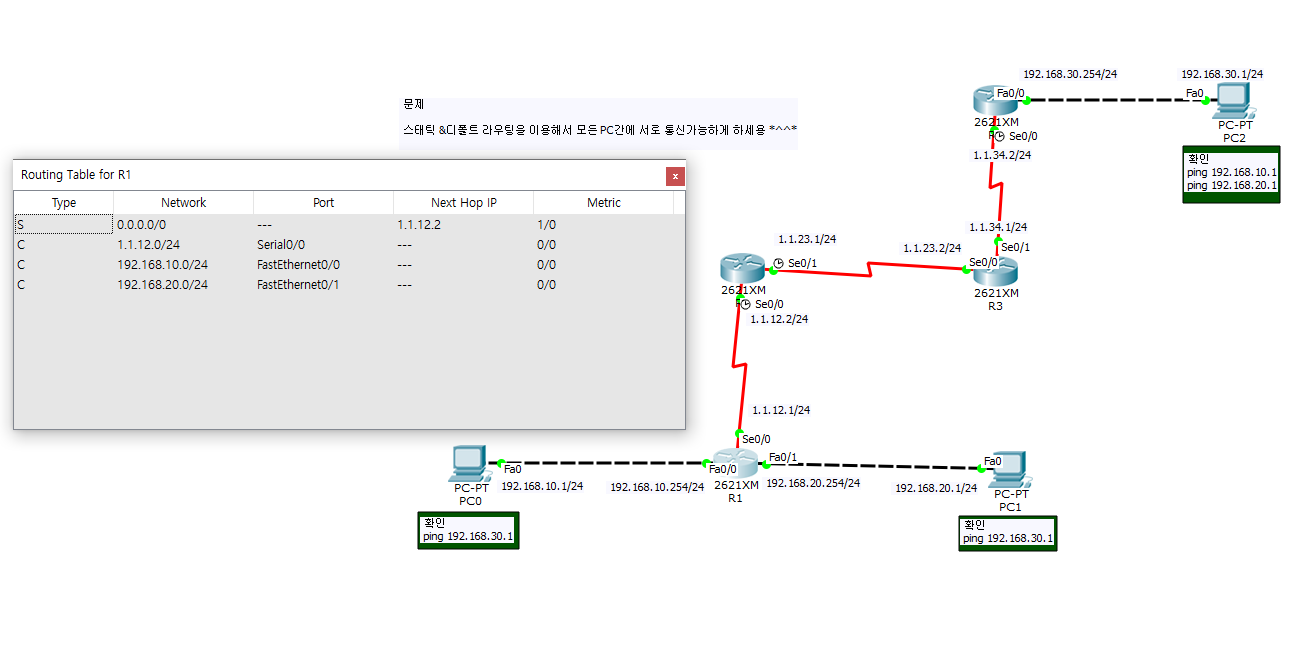 문제
스태틱 &디폴트 라우팅을 이용해서 모든PC간에 서로 통신가능하게 하세용 *^^*
Routing Table for R1
x
Type Network Port Next Hop IP Metric
S 0.0.0.0/0 --- 1.1.12.2 1/0
C 1.1.12.0/24 Serial0/0 --- 0/0
C 192.168.10.0/24 FastEthernet0/0 --- 0/0
C 192.168.20.0/24 FastEthernet0/1 --- 0/0
192.168.30.254/24
192.168.30.1/24
Fa0/0
Fa0
2621XM
Se0/0
1.1.34.2/24
PC-PT
PC2
확인
ping 192.168.10.1
ping 192.168.20.1
1.1.34.1/24
Se0/1
1.1.23.1/24
1.1.23.2/24
Se0/1
Se0/0
2621XM
Se0/0
1.1.12.2/24
2621XM
R3
1.1.12.1/24
Se0/0
Fa0
192.168.10.1/24
PC-PT
PC0
192.168.10.254/24
Fa0/0
Fa0/1
2621XM
R1
192.168.20.254/24
192.168.20.1/24
Fa0
PC-PT
PC1
확인
ping 192.168.30.1
확인
ping 192.168.30.1